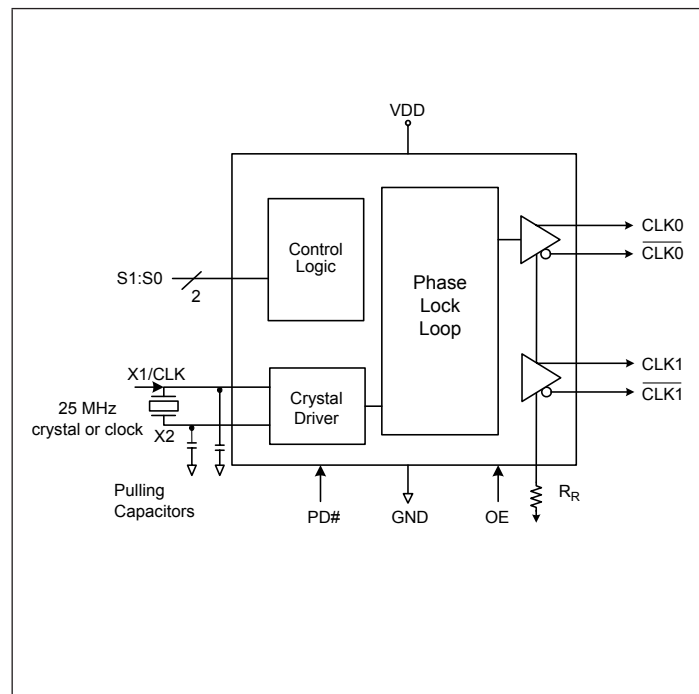 VDD
Control
Logic
S1:S0
2
Phase
Lock
Loop
CLK0
CLK0
CLK1
CLK1
X1/CLK
25 MHz
crystal or clock
X2
Crystal
Driver
Pulling
Capacitors
PD#
GND
OE
RR